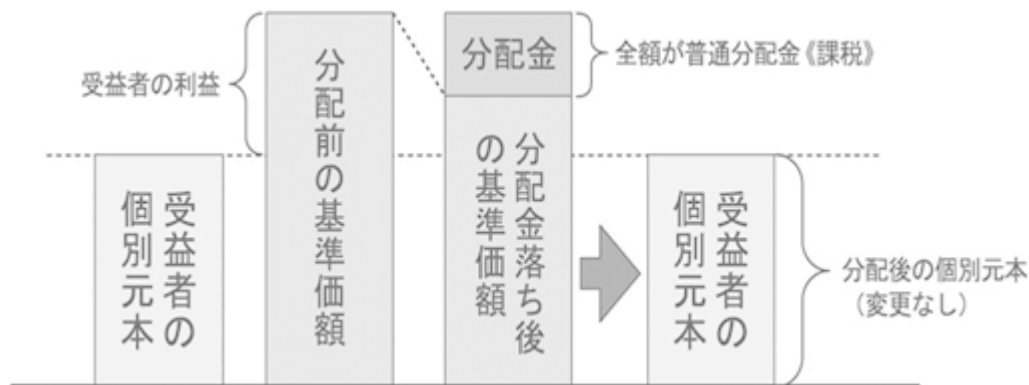 受益者の利益
分配前の基準価額
分配金
全額が普通分配金《課税》
受益者の
個別元本
分配金落ち後
の基準価額
受益者の
個別元本
分配後の個別元本
（変更なし）